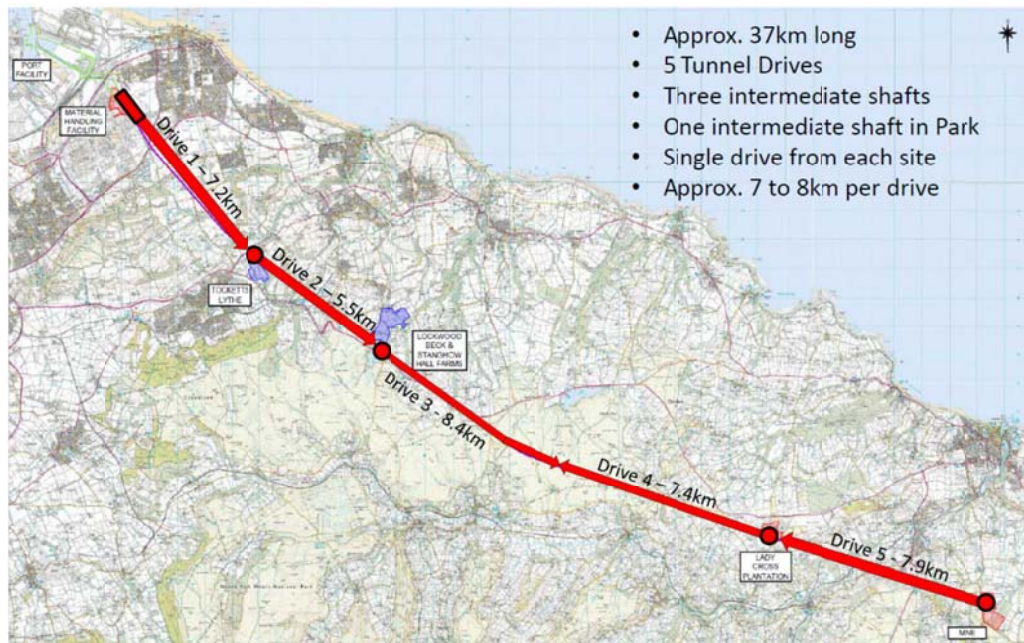 • Approx. 37km long
• 5 Tunnel Drives
• Three intermediate shafts
• One intermediate shaft in Park
• Single drive from each site
• Approx. 7 to 8km per drive
PORT
FACILITY
MATERIAL
HANDLING
FACILITY
Drive 1 – 7.2km
TOCKETTS
LYTHE
Drive 2 – 5.5km
LOCKWOOD
BECK &
STANGHOW
HALL FARMS
Drive 3 - 8.4km
Drive 4 – 7.4km
LADY
CROSS
PLANTATION
Drive 5 - 7.9km